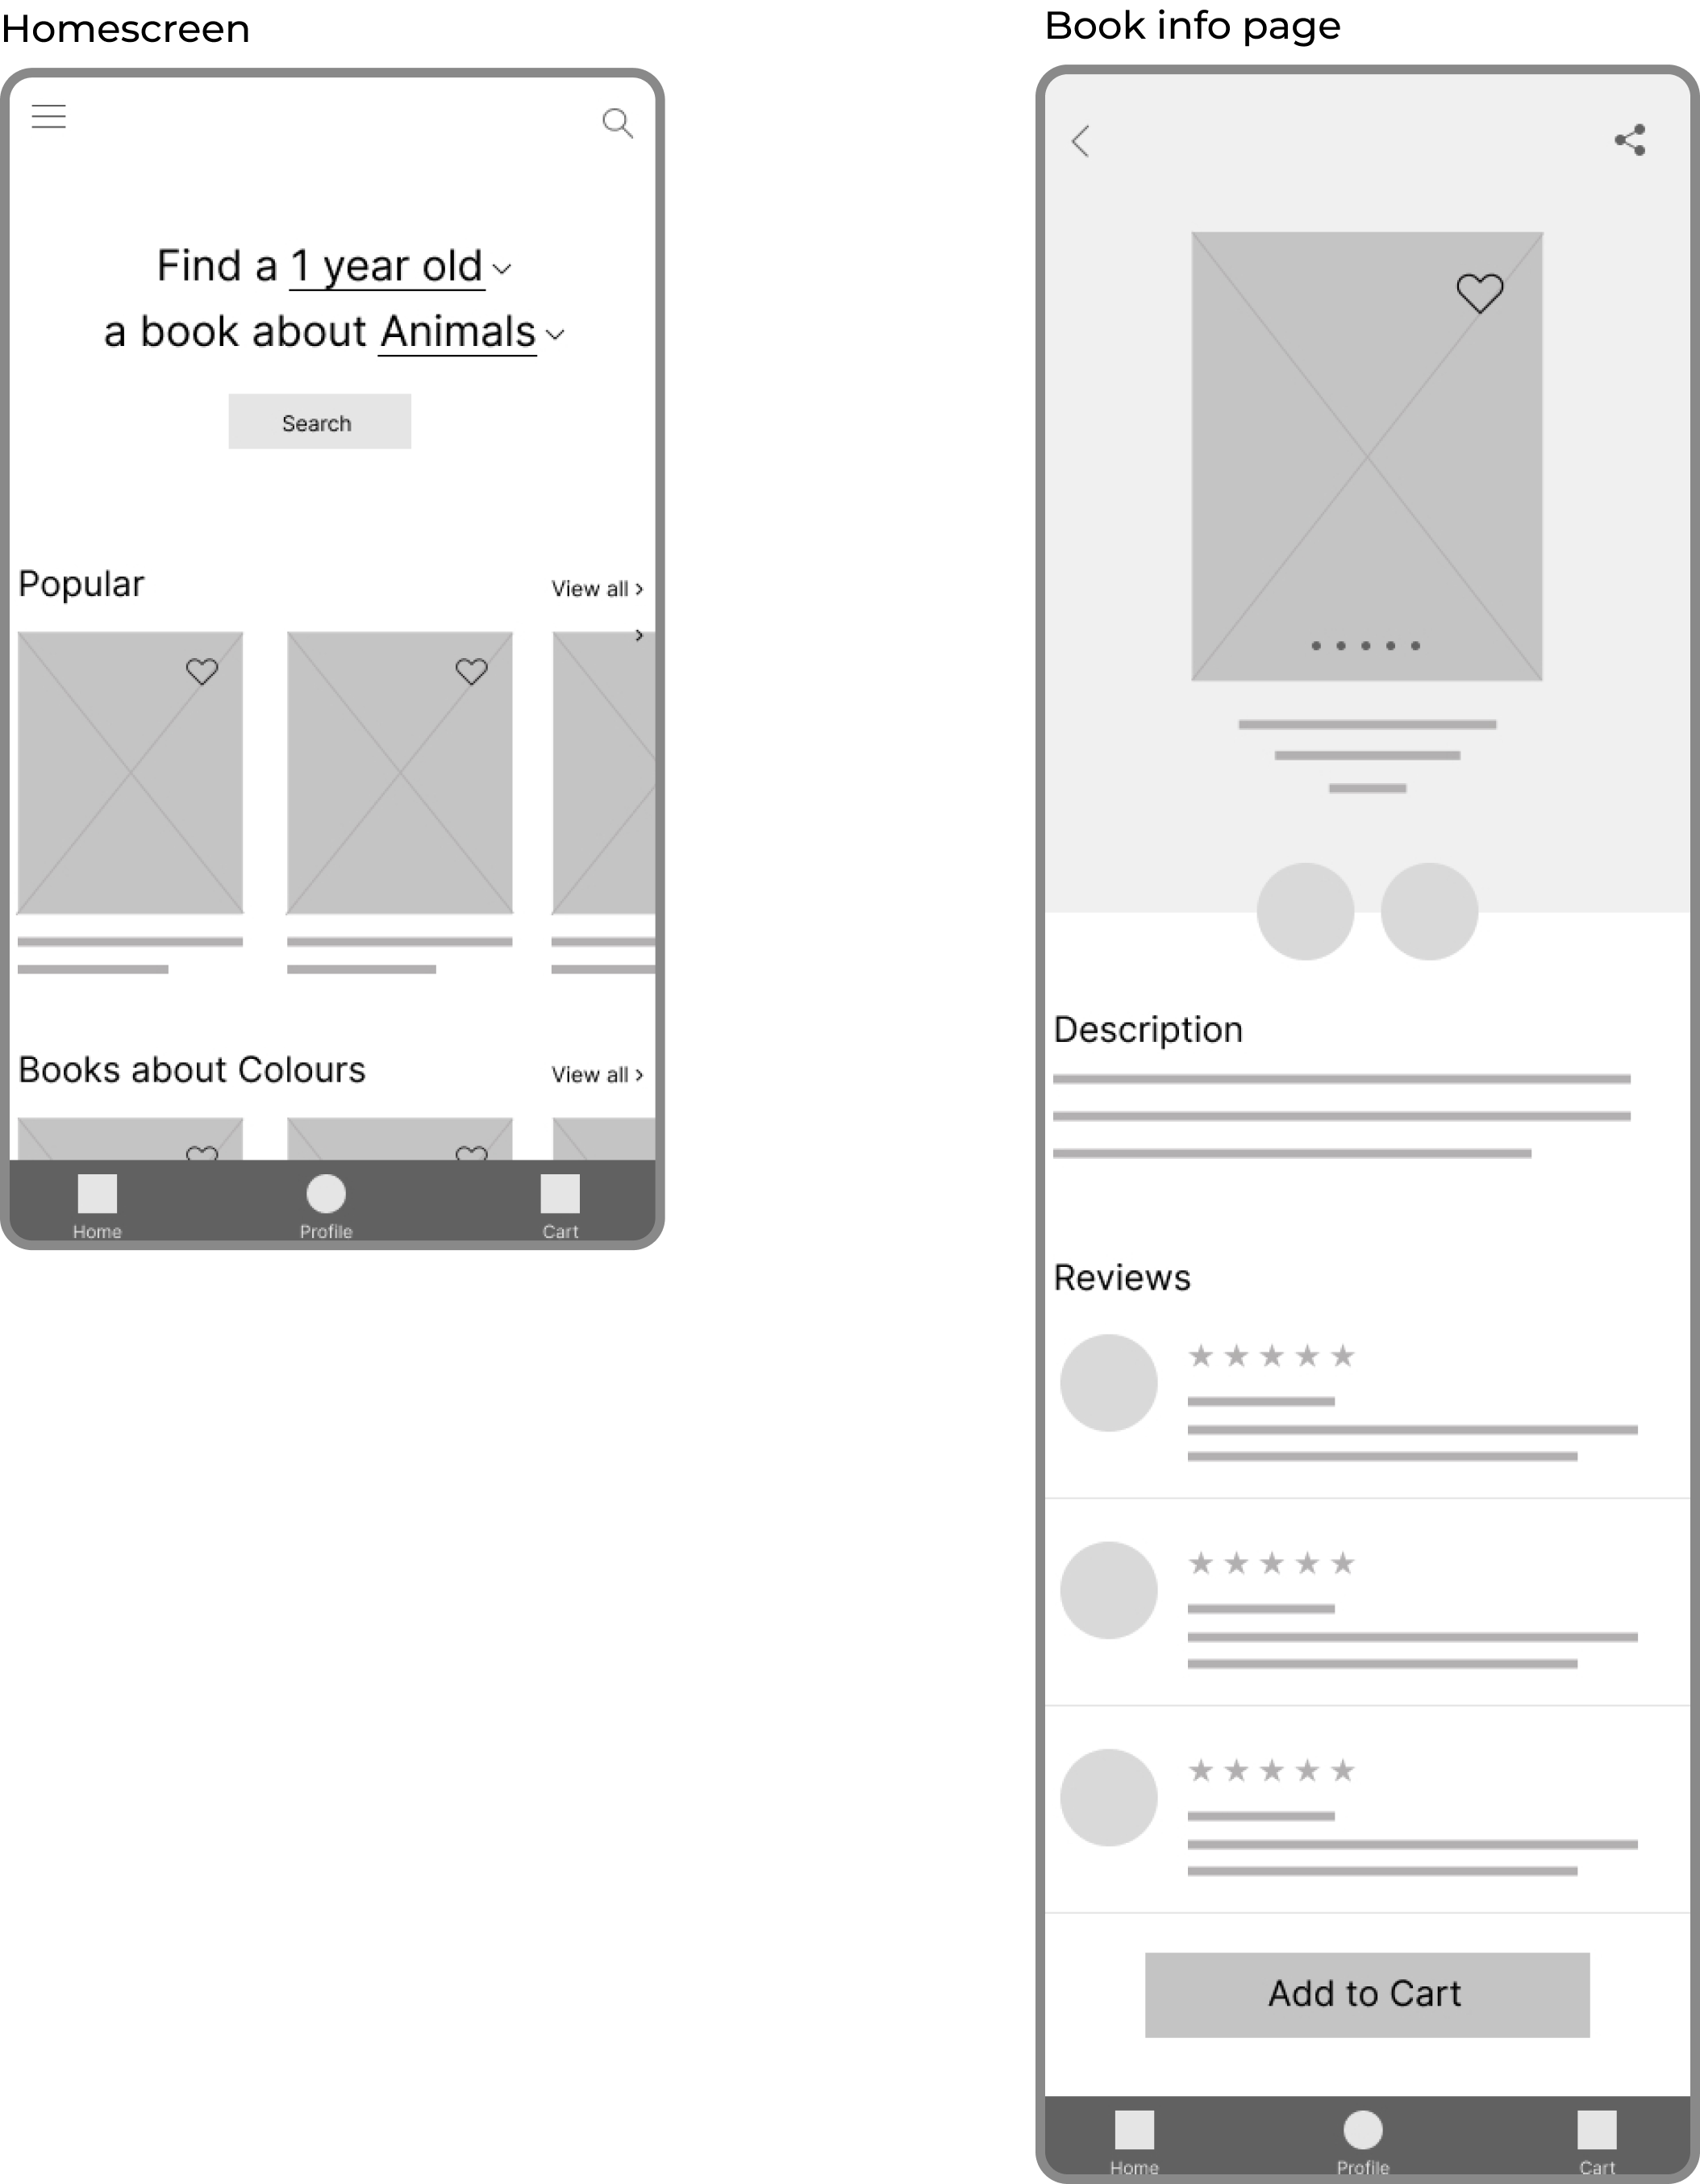 Homescreen
Find a 1 year old
a book about Animals
Search
Popular
View all >
>
Books about Colours
View all >
Home
Profile
Cart
Book info page
Description
Reviews
Add to Cart
Home
Profile
Cart